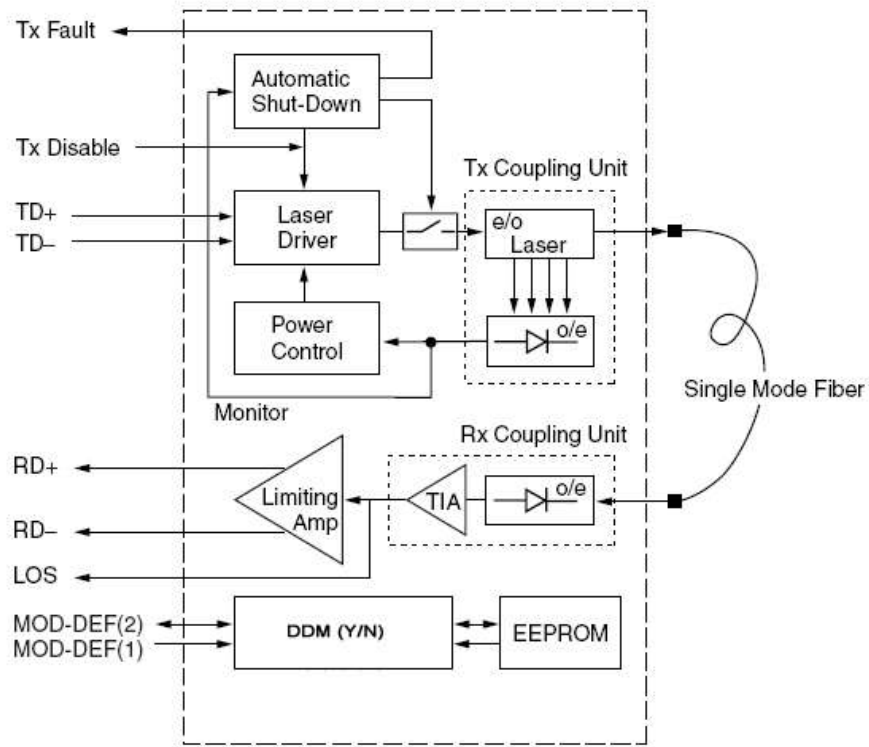 Tx Fault
Automatic
Shut-Down
Tx Disable
Tx Coupling Unit
TD+
TD–
Laser
Driver
e/o
Laser
Power
Control
o/e
Single Mode Fiber
Monitor
Rx Coupling Unit
RD+
RD–
LOS
Limiting
Amp
TIA
o/e
MOD-DEF(2)
MOD-DEF(1)
DDM (Y/N)
EEPROM